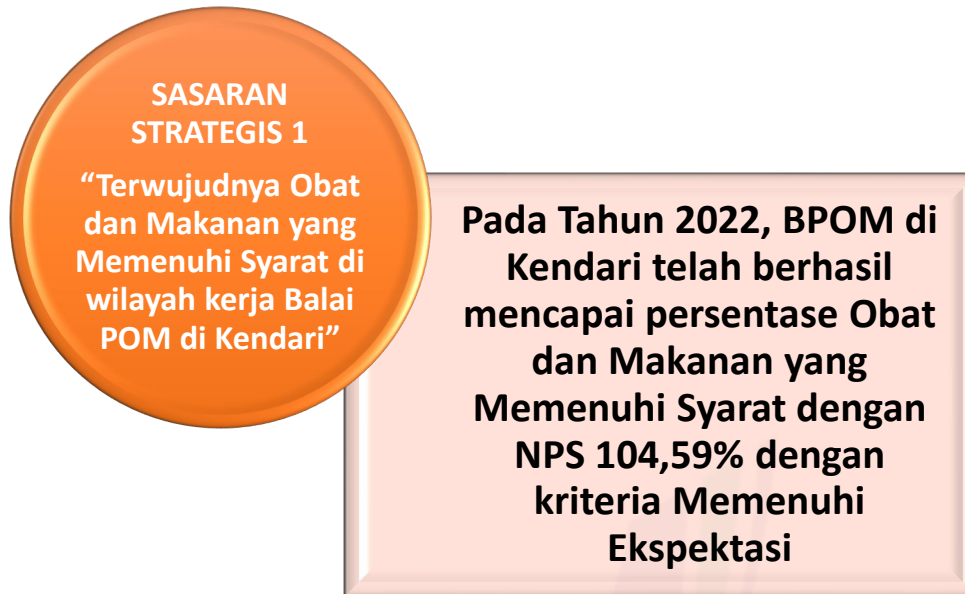 SASARAN
STRATEGIS 1
“Terwujudnya Obat
dan Makanan yang
Memenuhi Syarat di
wilayah kerja Balai
POM di Kendari”
Pada Tahun 2022, BPOM di
Kendari telah berhasil
mencapai persentase Obat
dan Makanan yang
Memenuhi Syarat dengan
NPS 104,59% dengan
kriteria Memenuhi
Ekspektasi